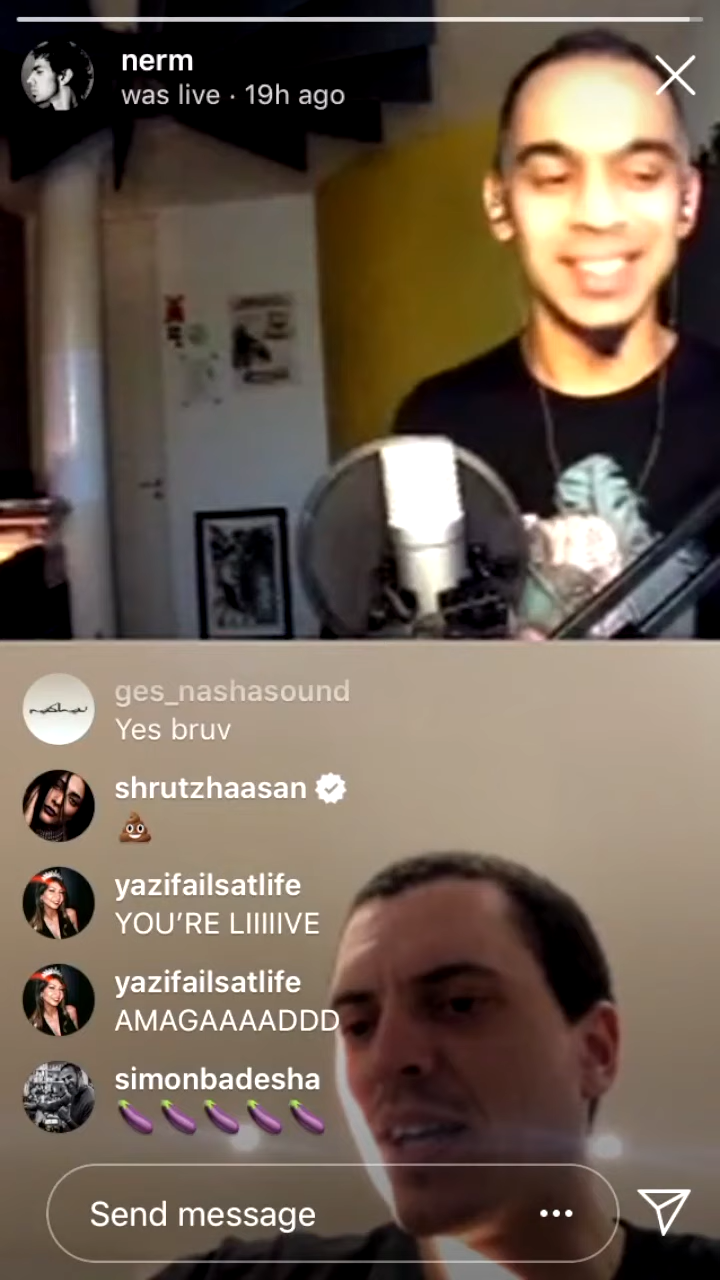 nerm
was live · 19h ago
ges_nashasound
Yes bruv
shrutzhaasan
💩
yazifailsatlife
YOU'RE LIIIIIVE
yazifailsatlife
AMAGAAAADDD
simonbadesha
🍆🍆🍆🍆🍆
Send message